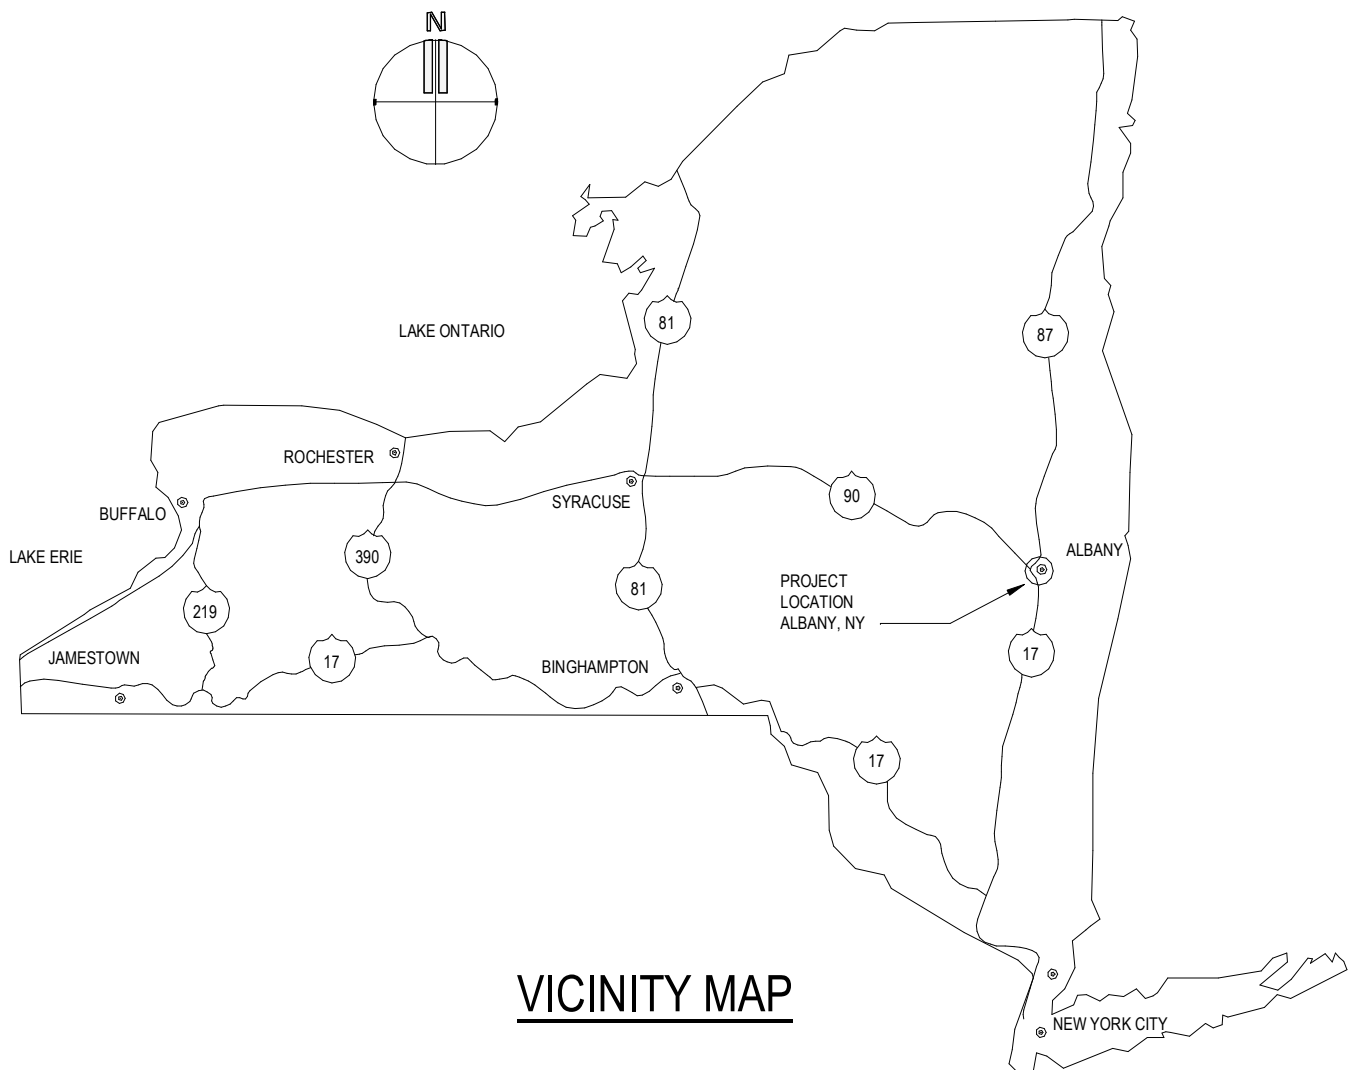 N
LAKE ONTARIO
81
87
ROCHESTER
SYRACUSE
90
BUFFALO
LAKE ERIE
390
ALBANY
PROJECT
LOCATION
ALBANY, NY
81
219
JAMESTOWN
17
BINGHAMPTON
17
17
VICINITY MAP
NEW YORK CITY